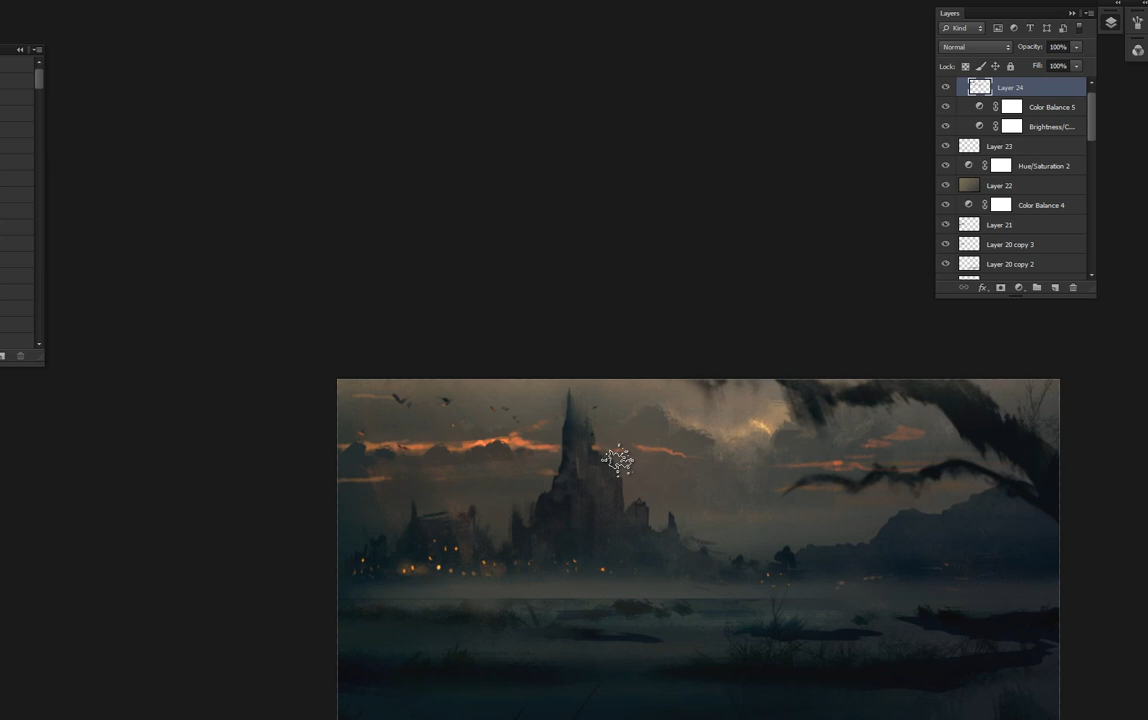 Layers
Kind
Normal Opacity: 100%
Lock: Fill: 100%
Layer 24
Color Balance 5
Brightness/C...
Layer 23
Hue/Saturation 2
Layer 22
Color Balance 4
Layer 21
Layer 20 copy 3
Layer 20 copy 2
fx